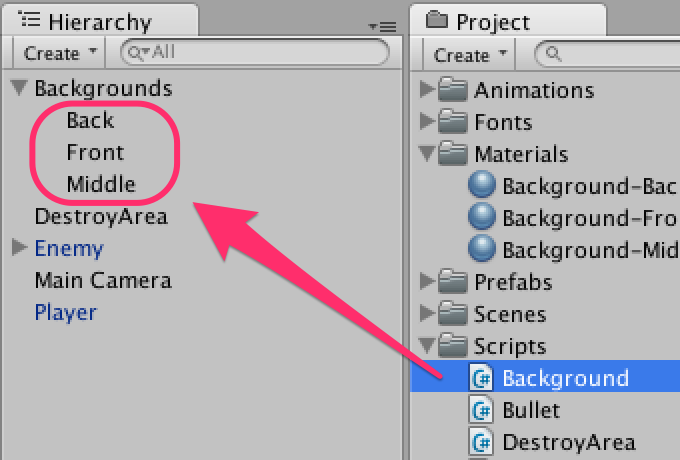 Hierarchy
Create
All
Backgrounds
Back
Front
Middle
DestroyArea
Enemy
Main Camera
Player
Project
Create
Animations
Fonts
Materials
Background-Bac
Background-Fro
Background-Mid
Prefabs
Scenes
Scripts
Background
Bullet
DestroyArea